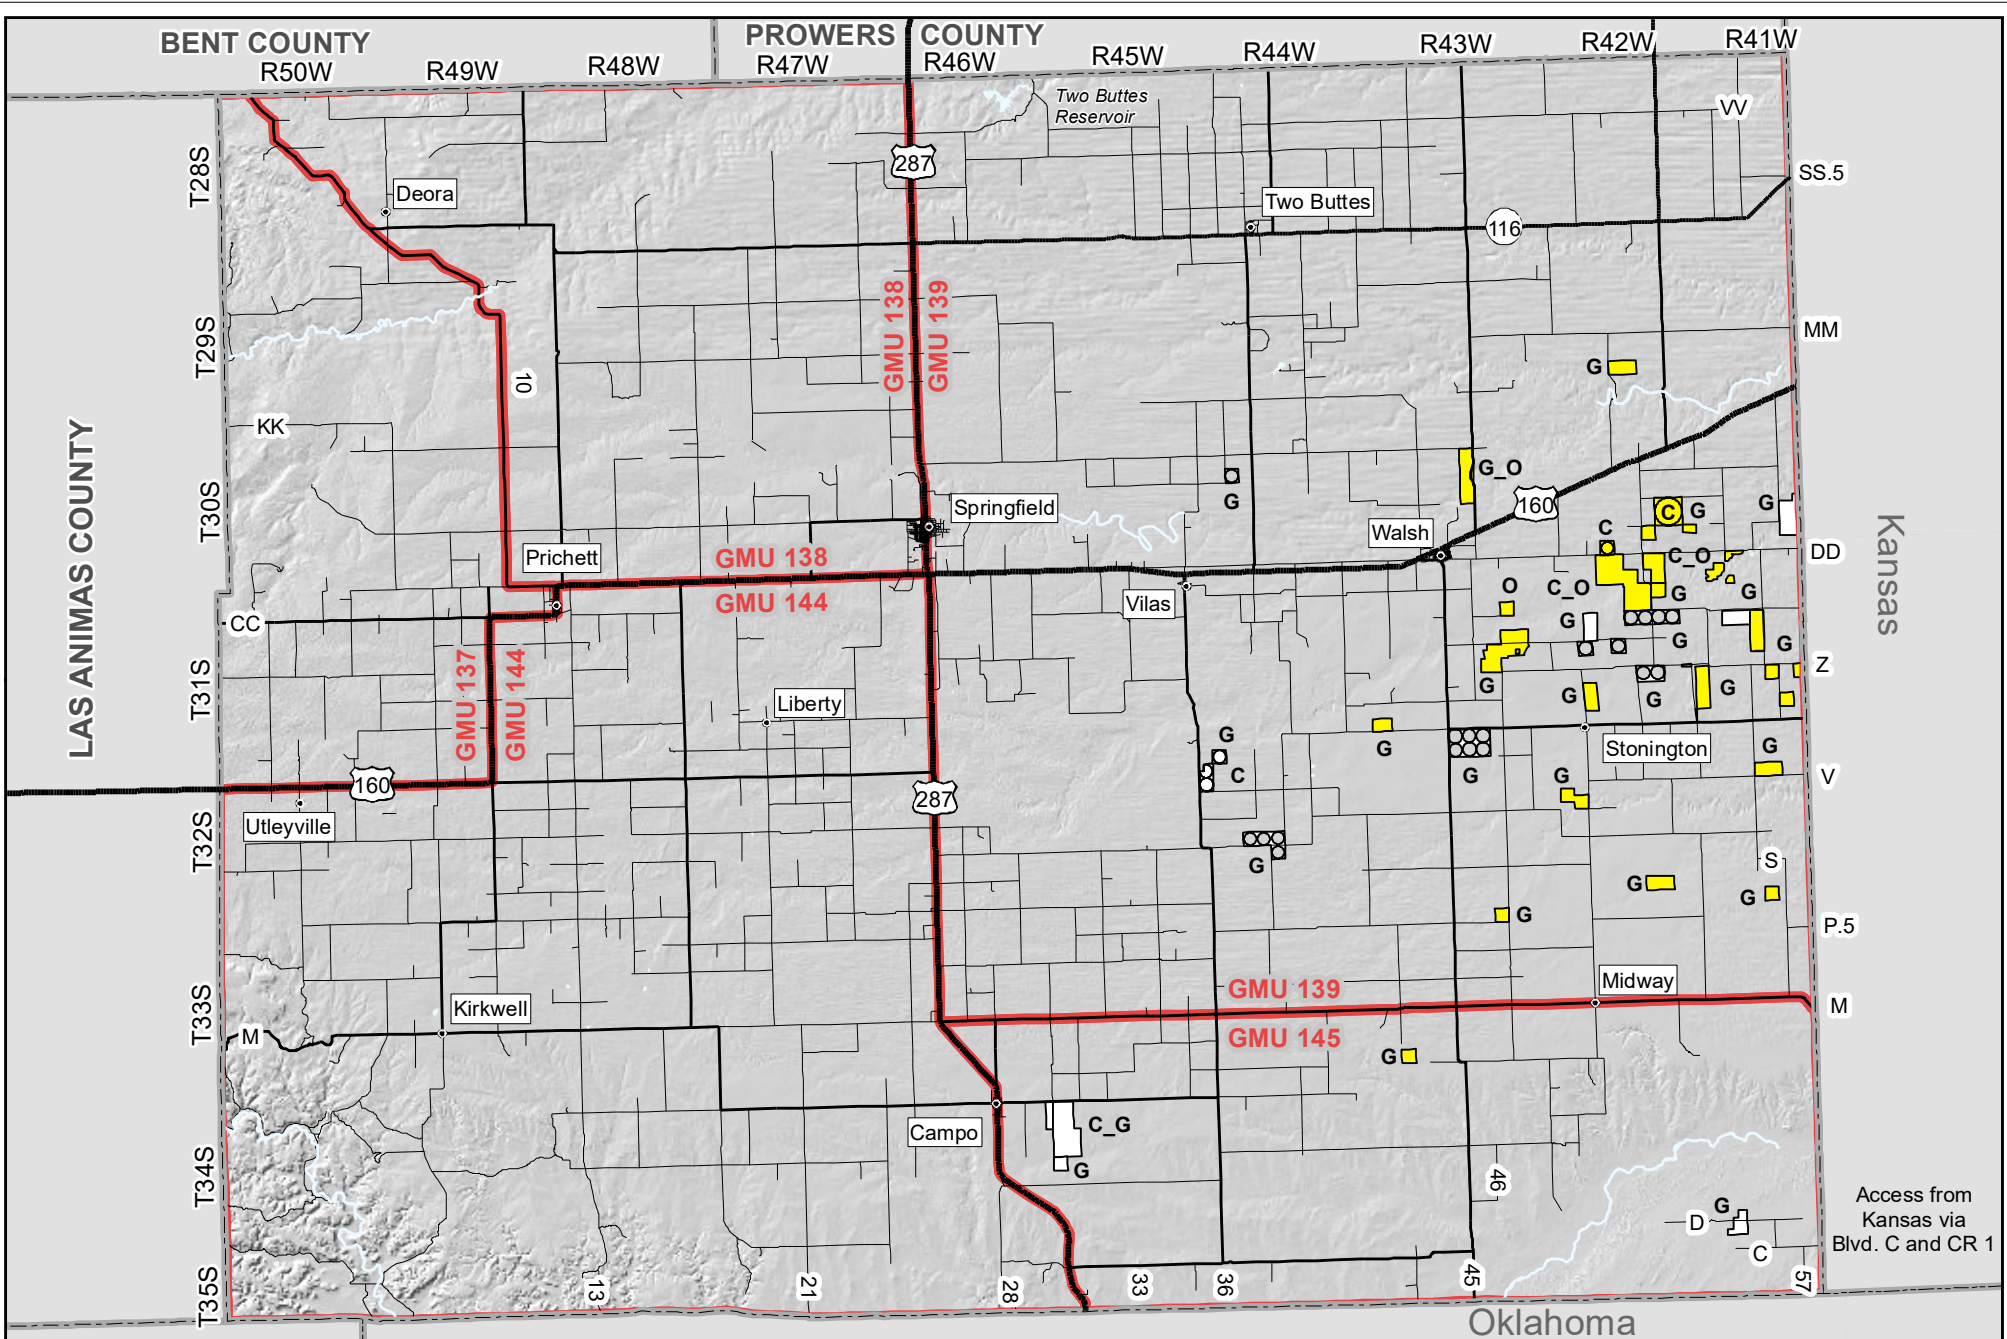 BENT COUNTY
PROWERS COUNTY
R50W
R49W
R48W
R47W
R46W
R45W
R44W
R43W
R42W
R41W
Two Buttes
Reservoir
VV
T28S
287
SS.5
Deora
Two Buttes
116
GMU 138
GMU 139
MM
T29S
10
G
KK
LAS ANIMAS COUNTY
G_O
T30S
G
160
C
G
G
Springfield
Walsh
C
Kansas
Prichett
GMU 138
DD
C_O
GMU 144
Vilas
O
C_O
G
G
CC
G
G
G
T31S
GMU 137
GMU 144
Z
G
G
G
G
Liberty
G
G
Stonington
G
160
C
G
G
V
287
Utleyville
T32S
G
S
G
G
G
P.5
T33S
Kirkwell
GMU 139
Midway
M
M
GMU 145
G
Campo
C_G
G
T34S
46
G
D
C
Access from
Kansas via
Blvd. C and CR 1
T35S
13
21
28
33
36
45
57
Oklahoma